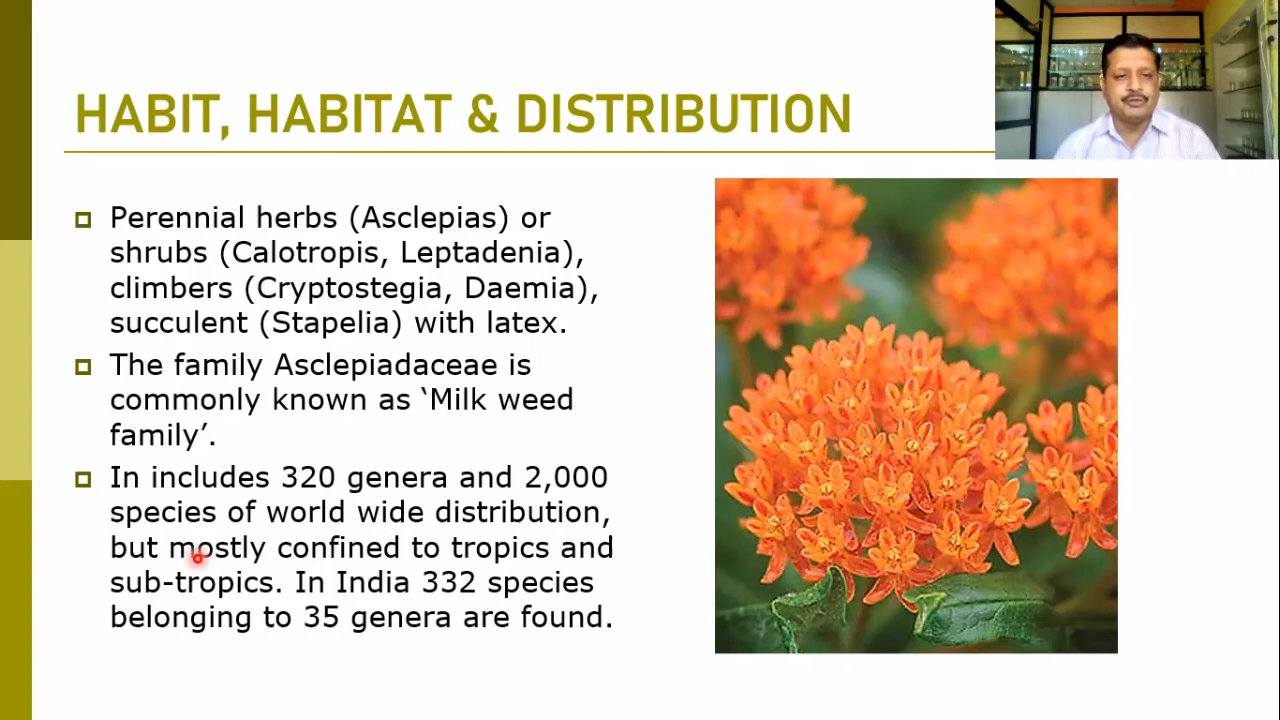 HABIT, HABITAT & DISTRIBUTION
Perennial herbs (Asclepias) or
shrubs (Calotropis, Leptadenia),
climbers (Cryptostegia, Daemia),
succulent (Stapelia) with latex.
The family Asclepiadaceae is
commonly known as ‘Milk weed
family’.
In includes 320 genera and 2,000
species of world wide distribution,
but mostly confined to tropics and
sub-tropics. In India 332 species
belonging to 35 genera are found.